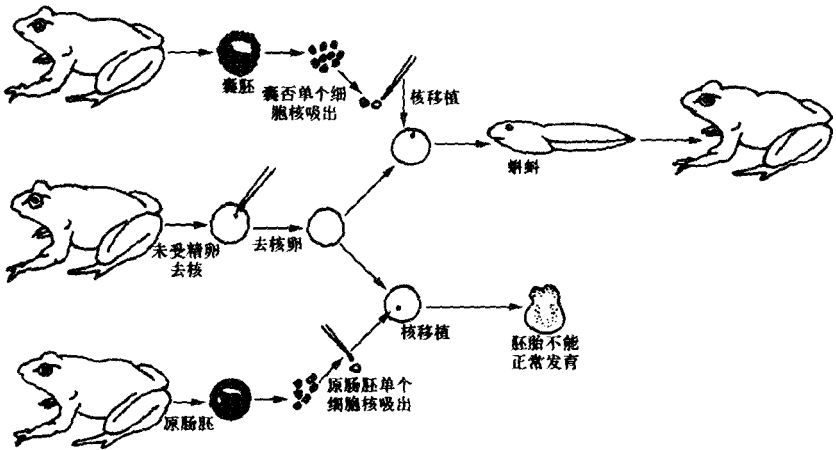 囊胚
囊否单个细
胞核吸出
核移植
蝌蚪
未受精卵
去核
去核卵
核移植
胚胎不能
正常发育
原肠胚
原肠胚单个
细胞核吸出